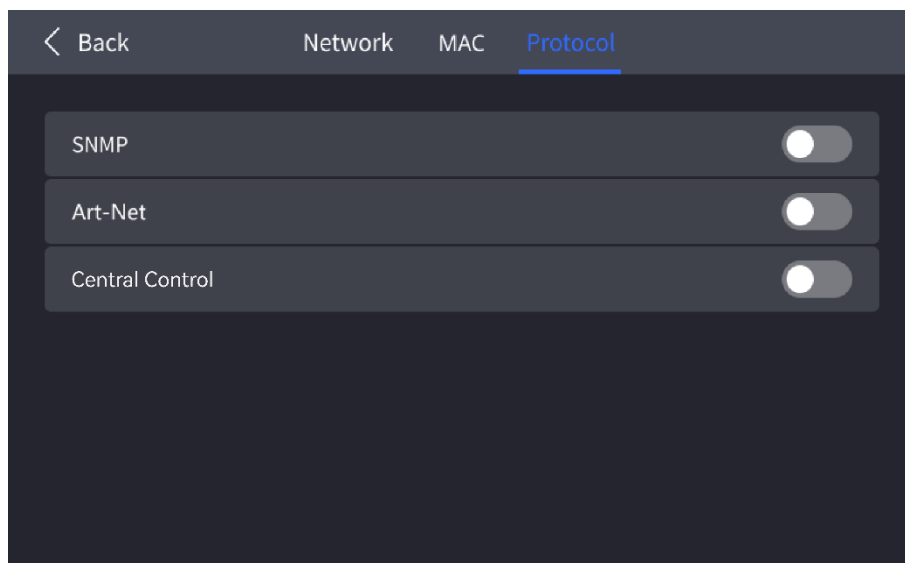 Back Network MAC Protocol
SNMP
Art-Net
Central Control